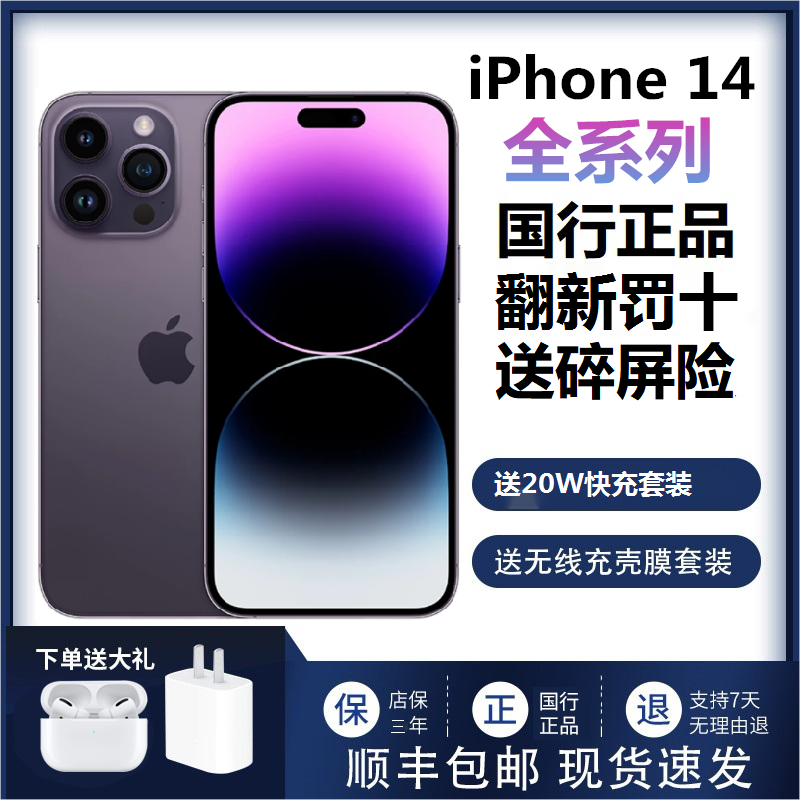 iPhone 14
全系列
国行正品
翻新罚十
送碎屏险
送20W快充套装
送无线充壳膜套装
下单送大礼
保
店保
三年
正
国行
正品
退
支持7天
无理由退
顺丰包邮 现货速发